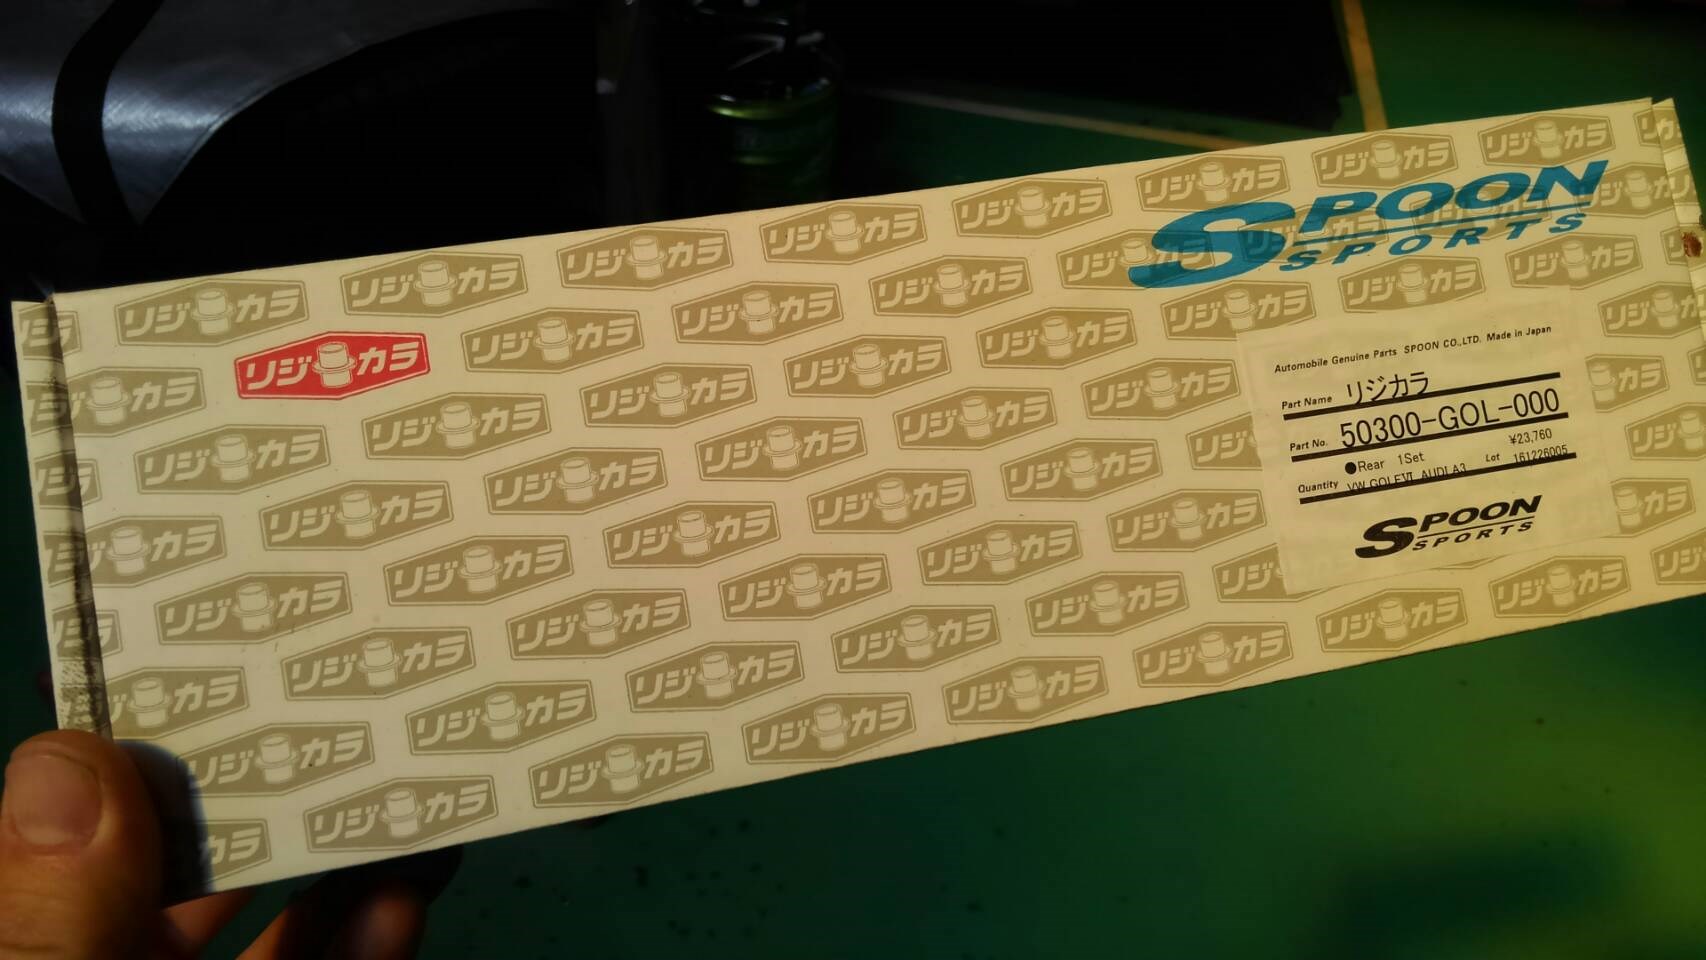 SPOON
SPORTS
リジカラ
Automobile Genuine Parts SPOON CO.,LTD. Made in Japan
Part Name リジカラ
Part No. 50300-GOL-000
¥23,760
●Rear 1Set Lot 161226005
Quantity VW GOLFVI AUDI A3
SPOON
SPORTS